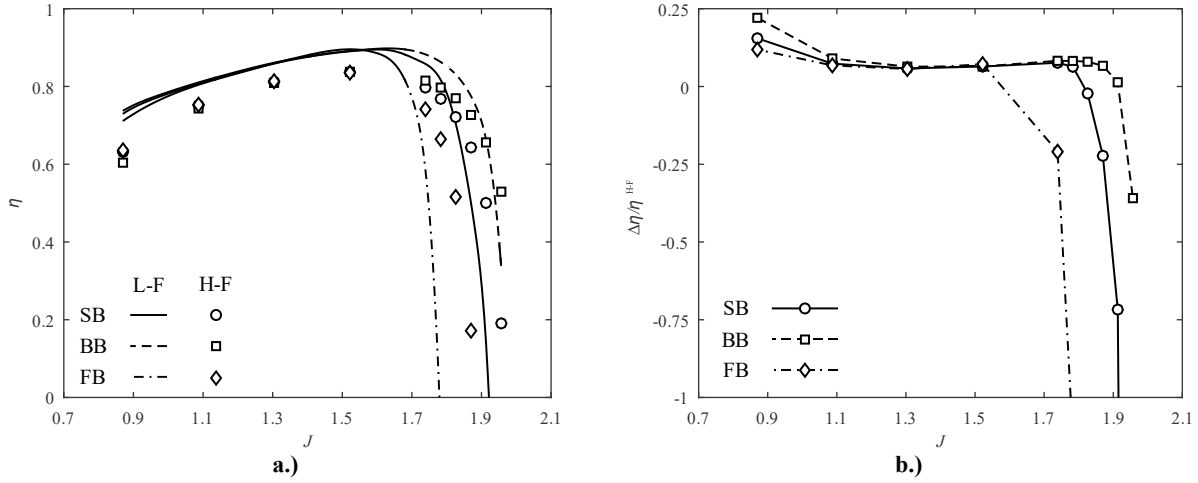 1
0.8
0.6
0.4
0.2
0
η
L-F H-F
SB
BB
FB
0.7 0.9 1.1 1.3 1.5 1.7 1.9 2.1
J
a.)
0.25
0
-0.25
-0.5
-0.75
-1
Δη/η H-F
SB
BB
FB
0.7 0.9 1.1 1.3 1.5 1.7 1.9 2.1
J
b.)